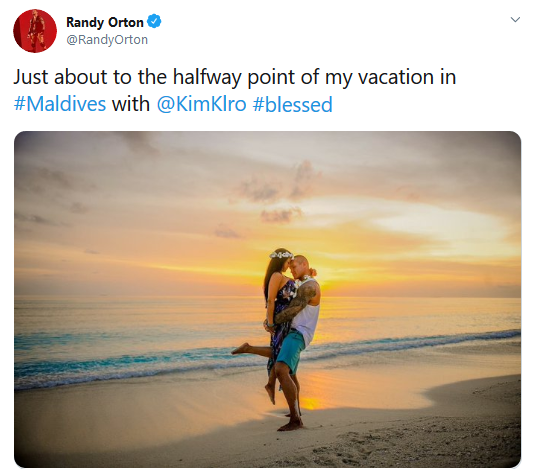 Randy Orton
@RandyOrton
Just about to the halfway point of my vacation in
#Maldives with @KimKlro #blessed